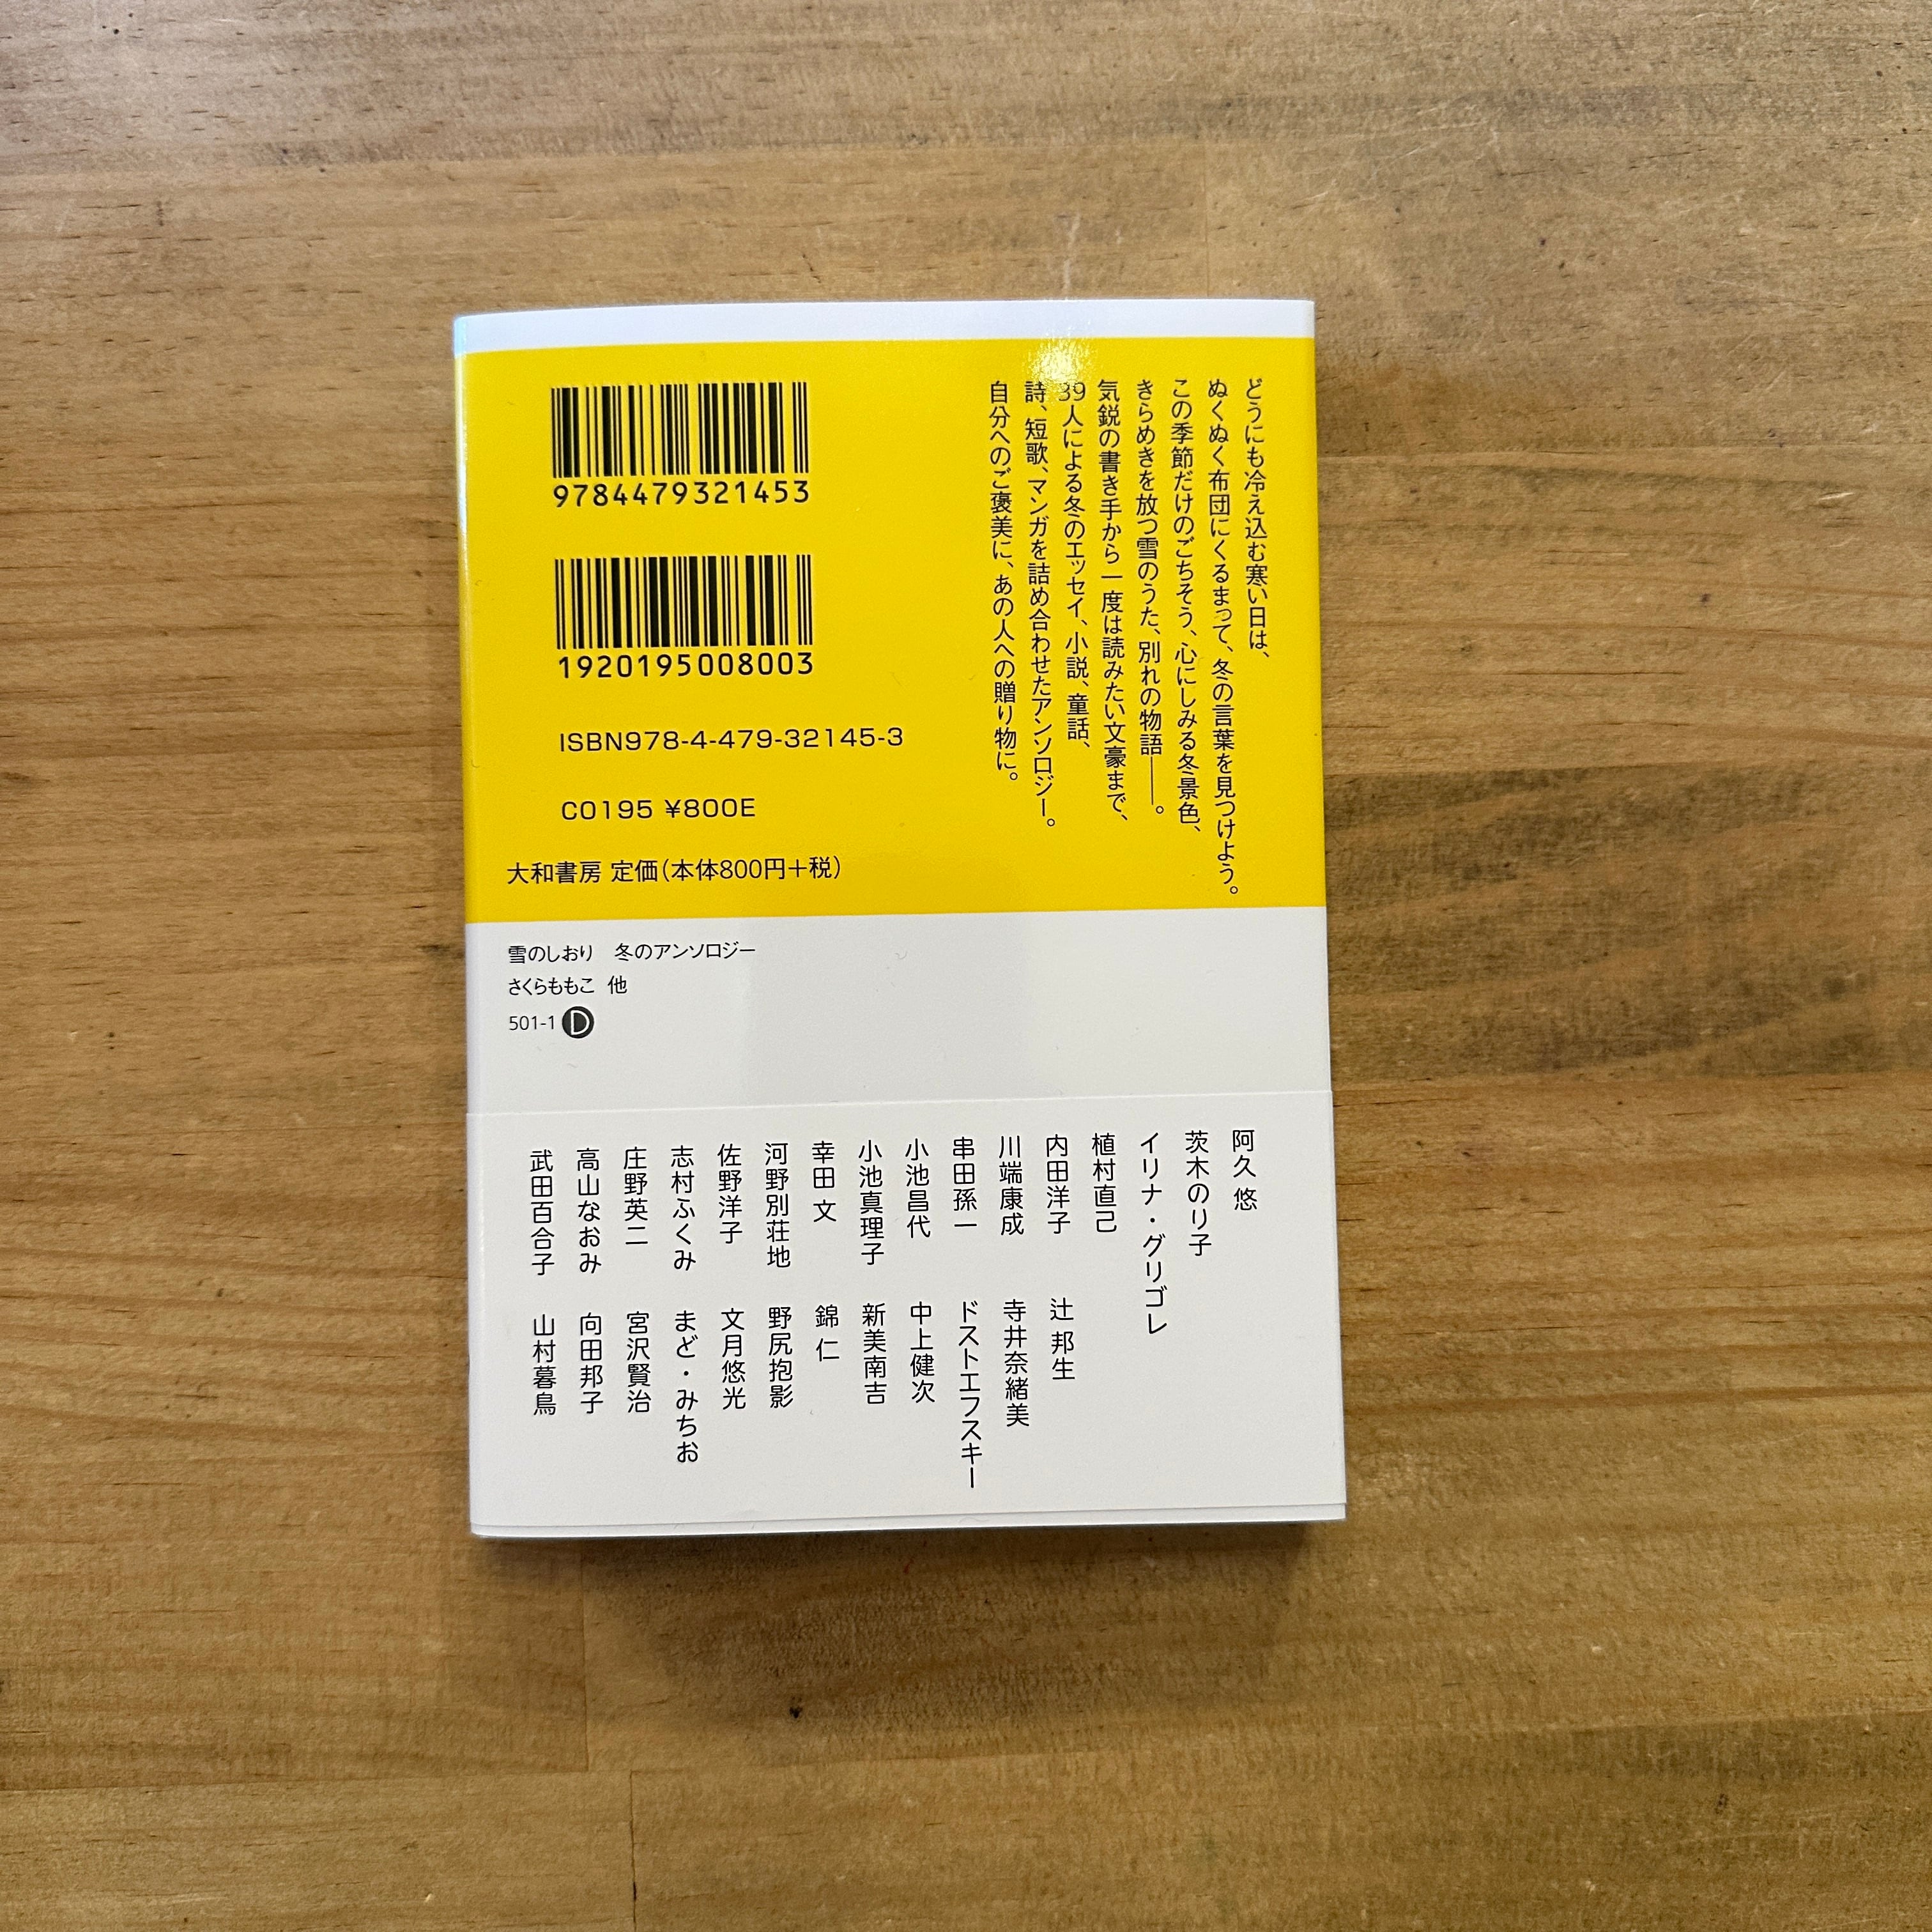 どうにも冷え込む寒い日は、
ぬくぬく布団にくるまって、冬の言葉を見つけよう。
この季節だけのごちそう、心にしみる冬景色、
きらめきを放つ雪のうた、別れの物語――。
気鋭の書き手から一度は読みたい文豪まで、
39人による冬のエッセイ、小説、童話、
詩、短歌、マンガを詰め合わせたアンソロジー。
自分へのご褒美に、あの人への贈り物に。
9784479321453
1920195008003
ISBN978-4-479-32145-3
C0195 ¥800E
大和書房 定価(本体800円+税)
雪のしおり 冬のアンソロジー
さくらももこ 他
501-1 D
阿久 悠
茨木のり子
イリナ・グリゴレ
植村直己
内田洋子
川端康成
串田孫一
小池昌代
小池真理子
幸田 文
河野別荘地
佐野洋子
志村ふくみ
庄野英二
高山なおみ
武田百合子
辻 邦生
寺井奈緒美
ドストエフスキー
中上健次
新美南吉
錦 仁
野尻抱影
文月悠光
まど・みちお
宮沢賢治
向田邦子
山村暮鳥